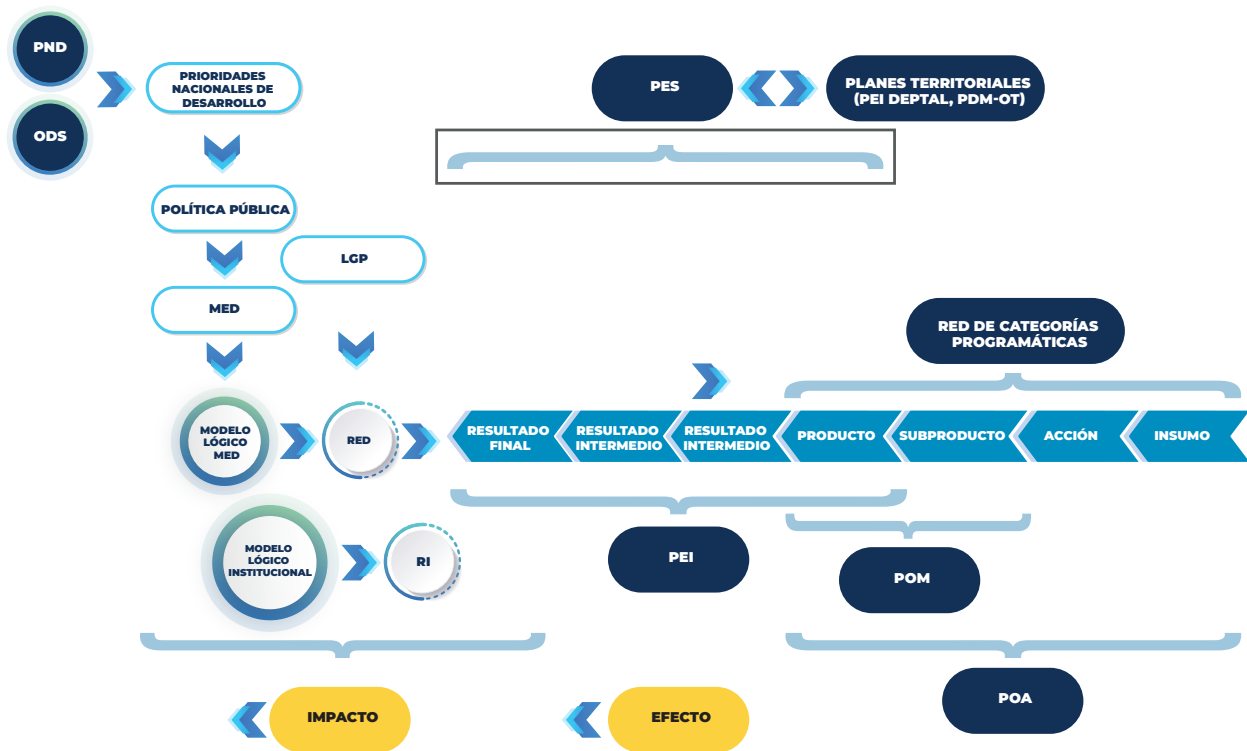 PND
ODS
PRIORIDADES
NACIONALES DE
DESARROLLO
PES
PLANES TERRITORIALES
(PEI DEPTAL, PDM-OT)
POLÍTICA PÚBLICA
LGP
MED
RED DE CATEGORÍAS
PROGRAMÁTICAS
MODELO
LÓGICO
MED
RED
RESULTADO
FINAL
RESULTADO
INTERMEDIO
RESULTADO
INTERMEDIO
PRODUCTO
SUBPRODUCTO
ACCIÓN
INSUMO
MODELO
LÓGICO
INSTITUCIONAL
RI
PEI
POM
IMPACTO
EFECTO
POA